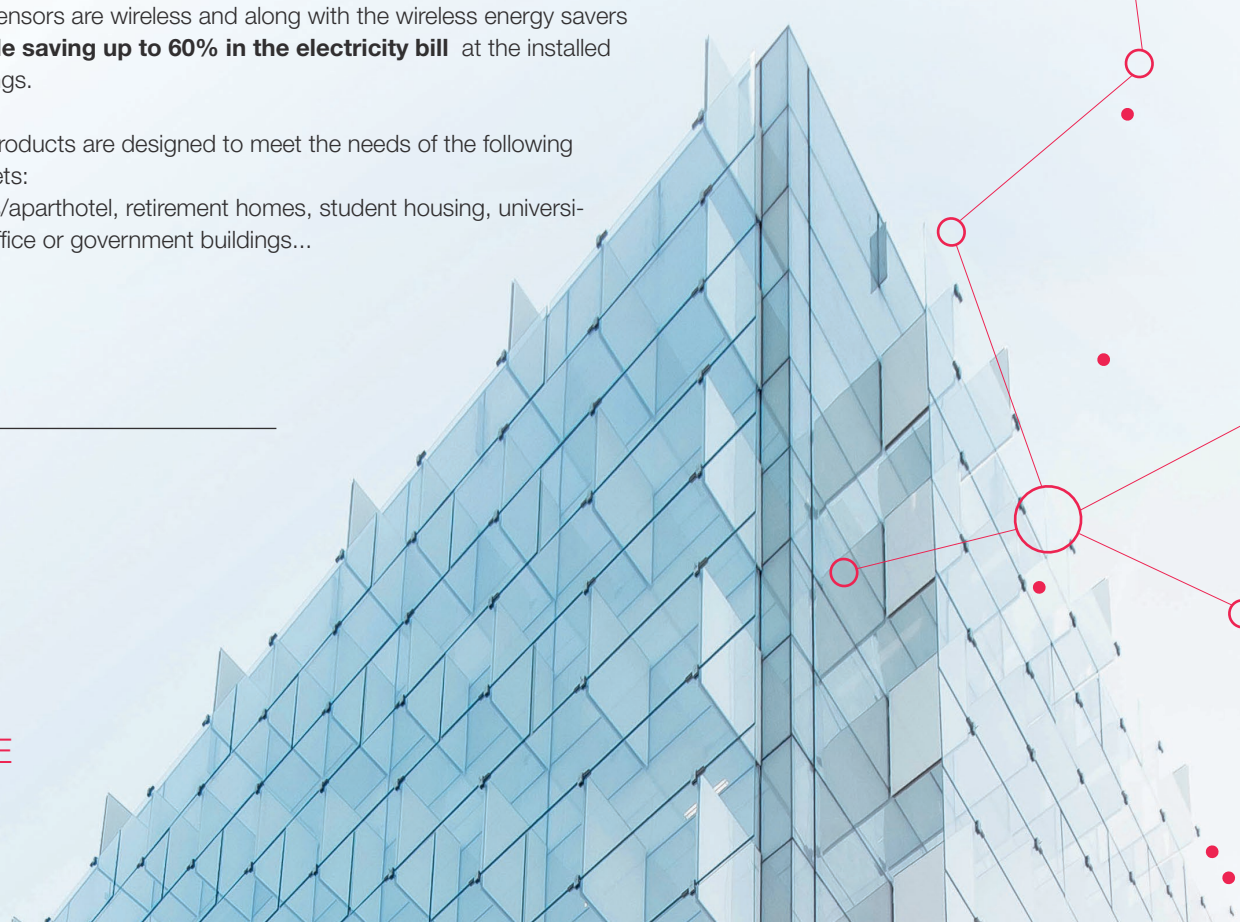 ensors are wireless and along with the wireless energy savers
le saving up to 60% in the electricity bill at the installed
ngs.
roducts are designed to meet the needs of the following
ets:
/aparthotel, retirement homes, student housing, universi-
ffice or government buildings...
E